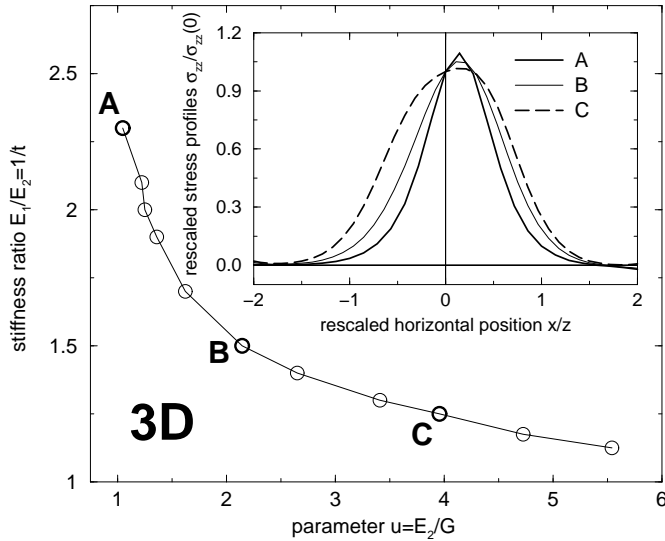 stiffness ratio E₁/E₂=1/t
2.5
2
1.5
1
A
B
C
3D
1
2
3
4
5
6
parameter u=E₂/G
rescaled stress profiles σzz/σzz(0)
1.2
0.9
0.6
0.3
0.0
A
B
C
−2
−1
0
1
2
rescaled horizontal position x/z